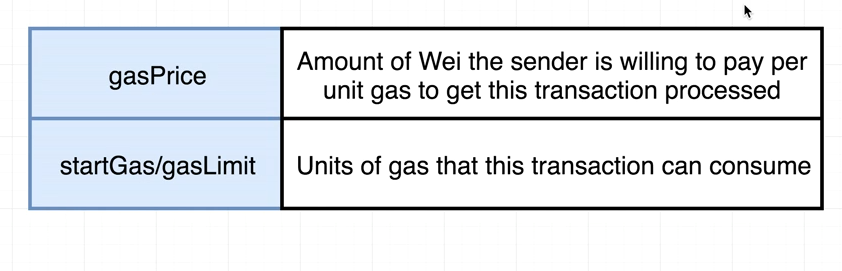 gasPrice
Amount of Wei the sender is willing to pay per
unit gas to get this transaction processed
startGas/gasLimit
Units of gas that this transaction can consume